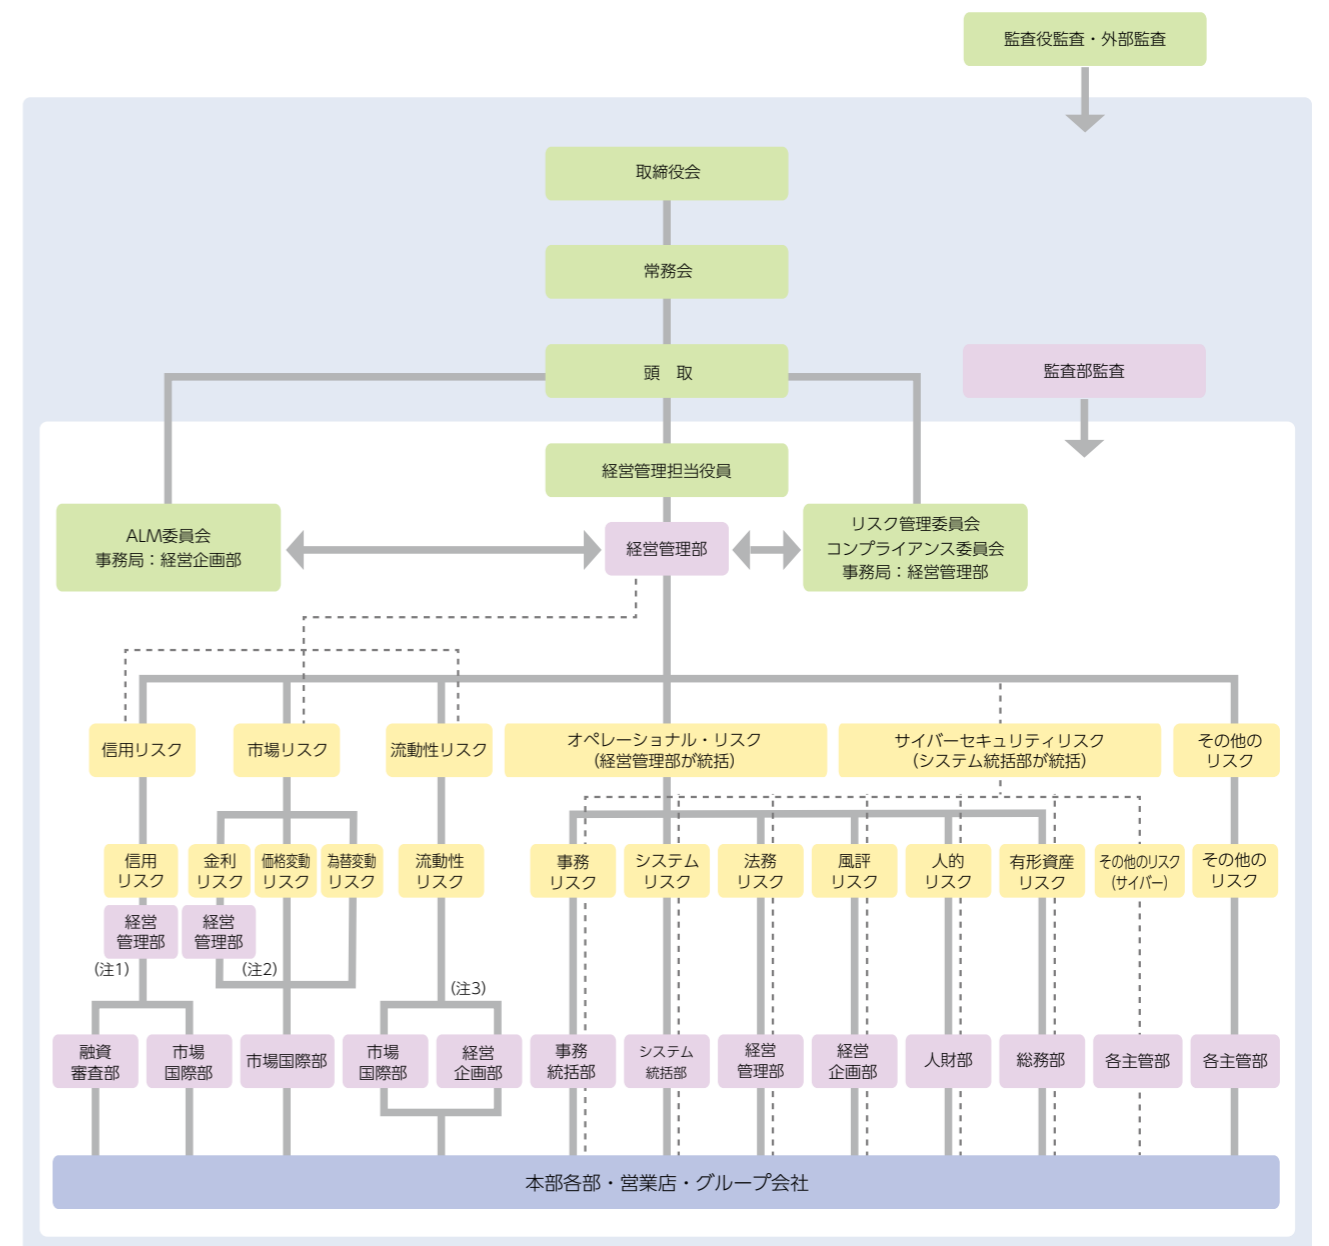 監査役監査・外部監査
取締役会
常務会
頭　取
監査部監査
経営管理担当役員
ALM委員会
事務局：経営企画部
経営管理部
リスク管理委員会
コンプライアンス委員会
事務局：経営管理部
信用リスク
市場リスク
流動性リスク
オペレーショナル・リスク
(経営管理部が統括)
サイバーセキュリティリスク
(システム統括部が統括)
その他の
リスク
信用
リスク
金利
リスク
価格変動
リスク
為替変動
リスク
流動性
リスク
事務
リスク
システム
リスク
法務
リスク
風評
リスク
人的
リスク
有形資産
リスク
その他のリスク
(サイバー)
その他の
リスク
経営
管理部
経営
管理部
(注1)
(注2)
(注3)
融資
審査部
市場
国際部
市場国際部
市場
国際部
経営
企画部
事務
統括部
システム
統括部
経営
管理部
経営
企画部
人財部
総務部
各主管部
各主管部
本部各部・営業店・グループ会社